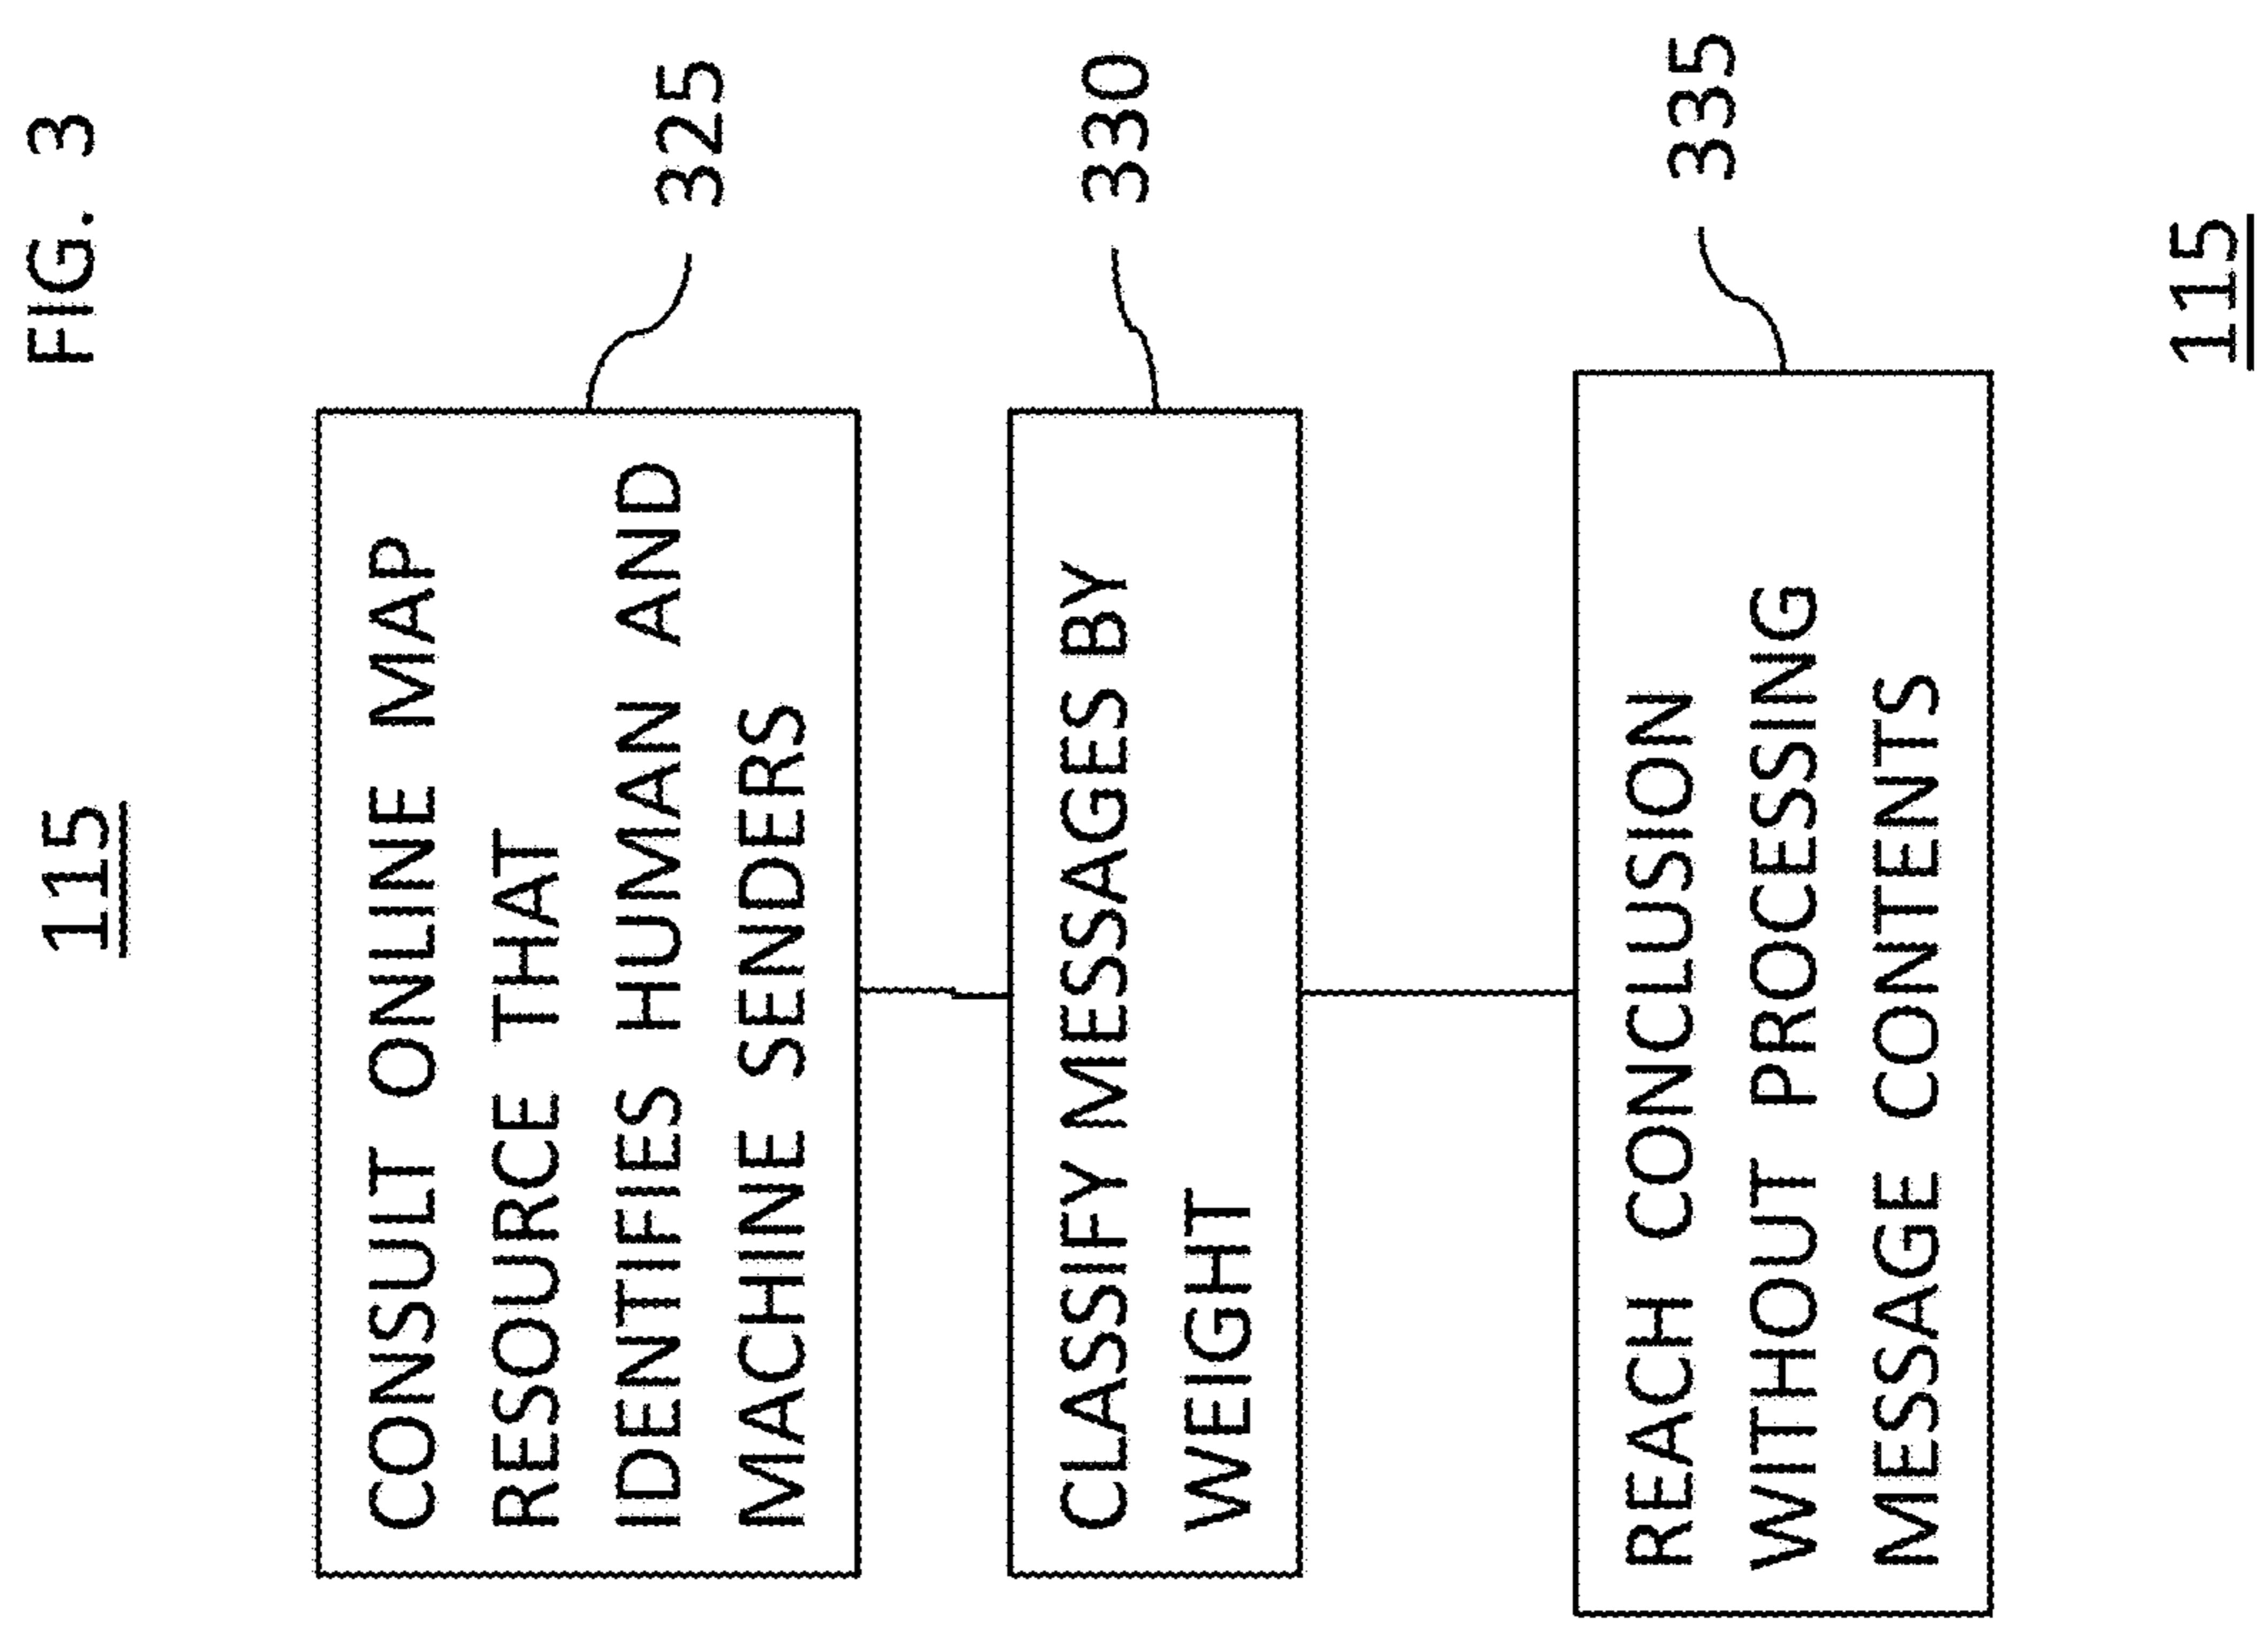 FIG. 3
115
CONSULT ONLINE MAP
RESOURCE THAT
IDENTIFIES HUMAN AND
MACHINE SENDERS
325
CLASSIFY MESSAGES BY
WEIGHT
330
REACH CONCLUSION
WITHOUT PROCESSING
MESSAGE CONTENTS
335
115